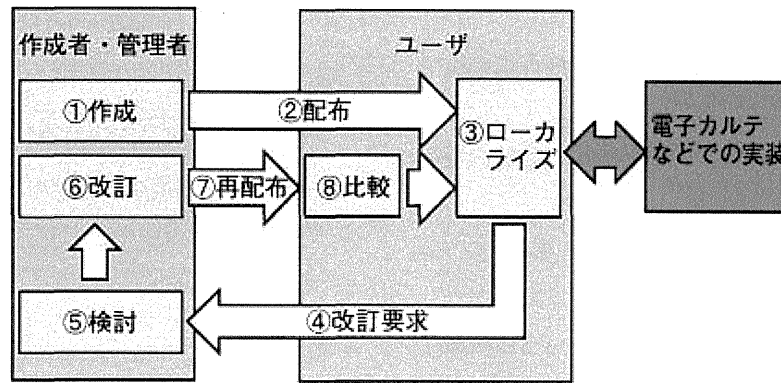 作成者・管理者
ユーザ
①作成
②配布
③ローカ
ライズ
電子カルテ
などでの実装
⑥改訂
⑦再配布
⑧比較
⑤検討
④改訂要求